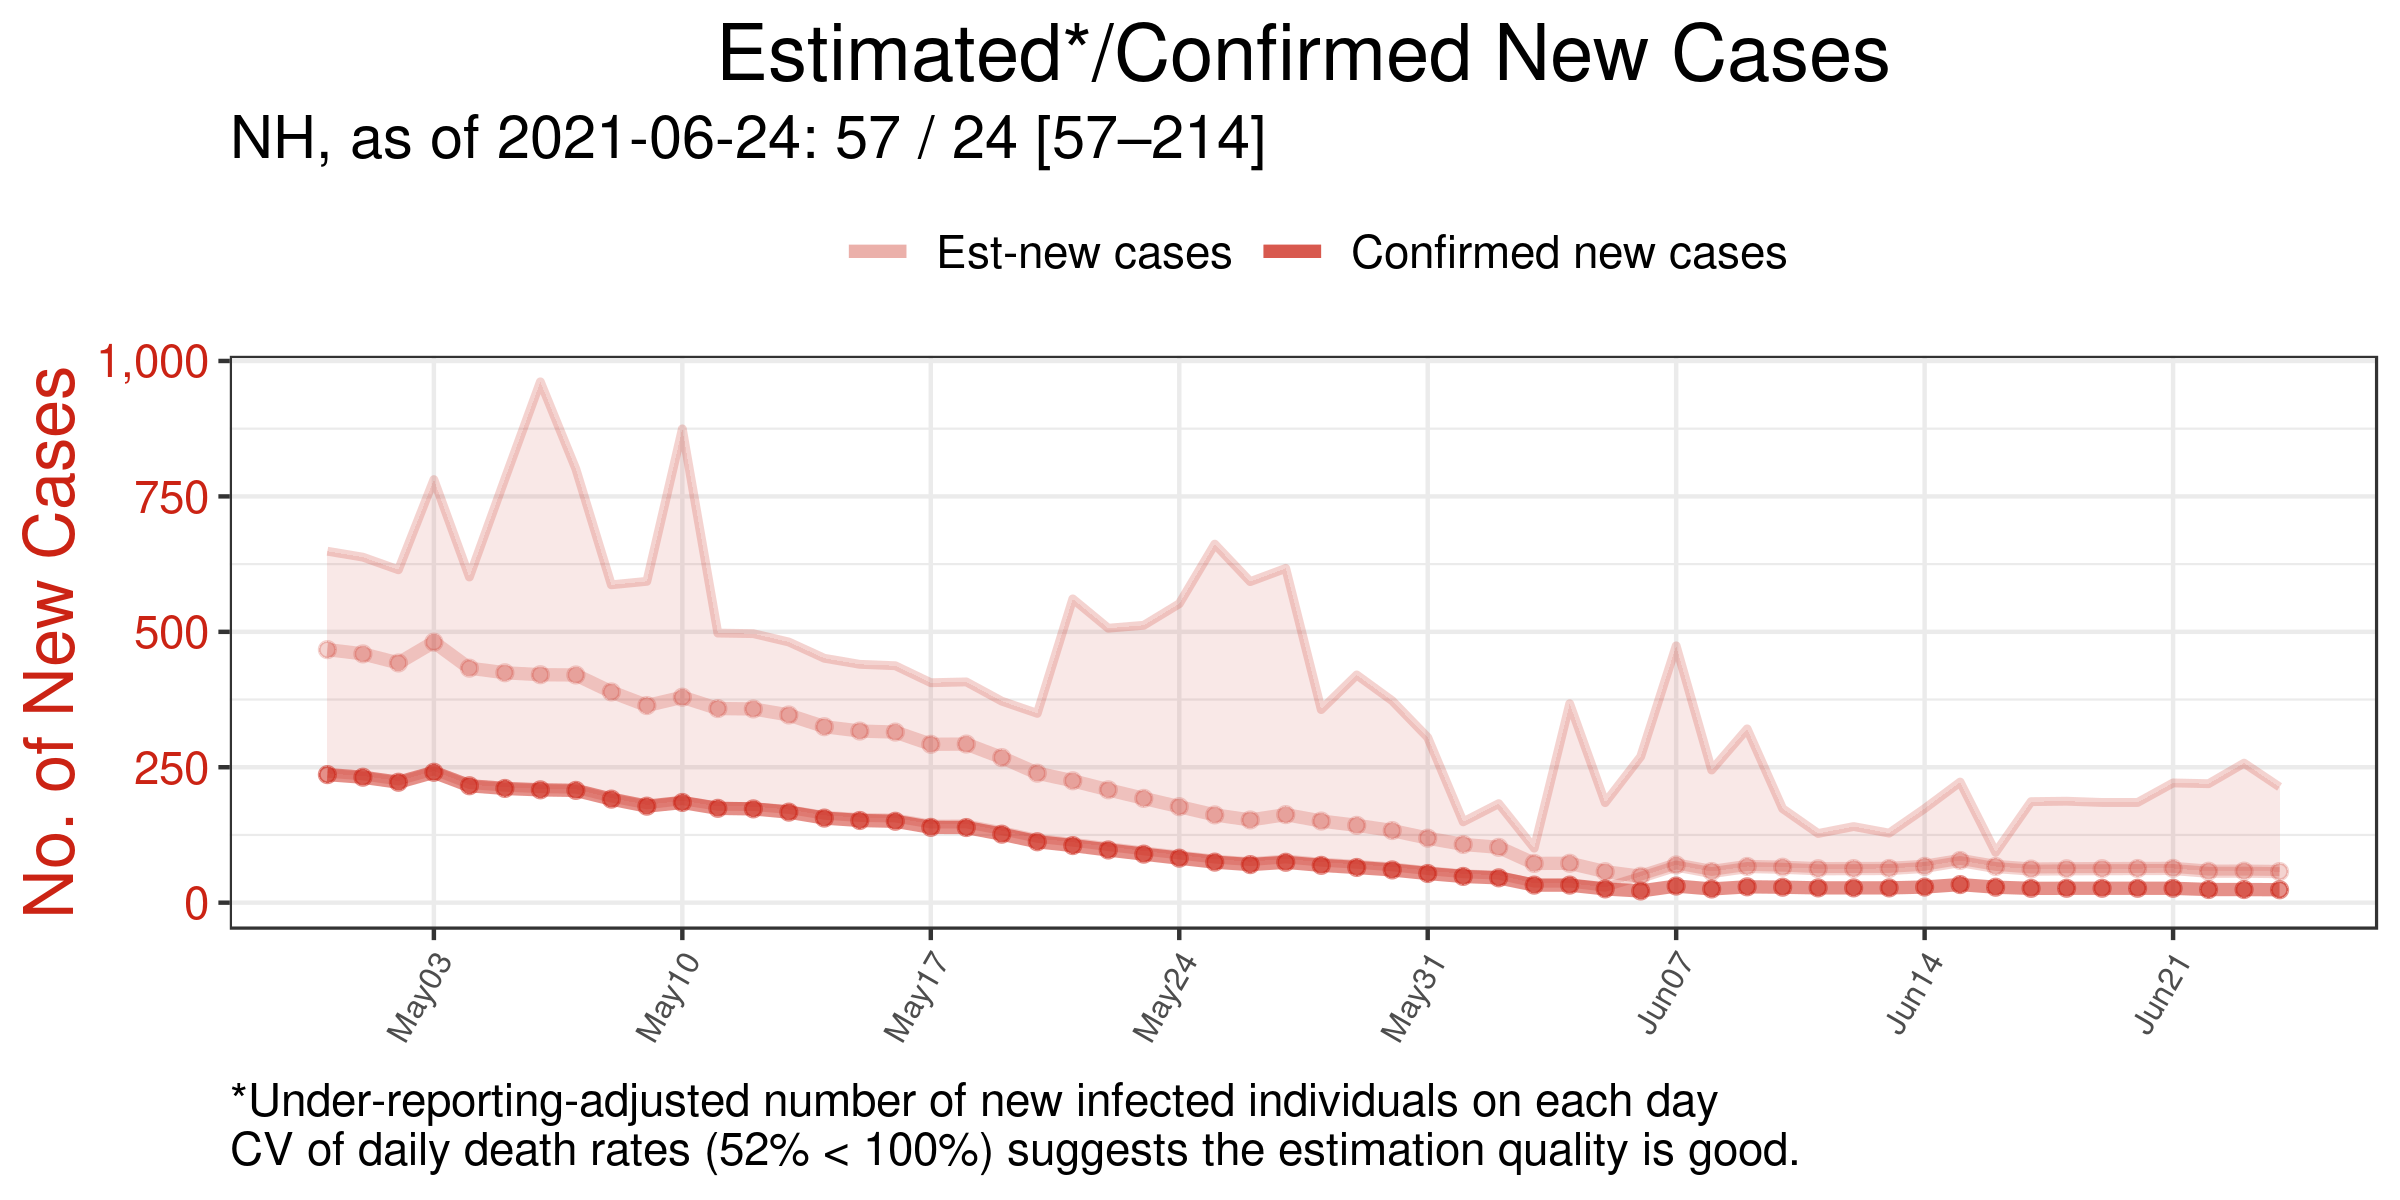 Estimated*/Confirmed New Cases
NH, as of 2021-06-24: 57 / 24 [57–214]
Est-new cases
Confirmed new cases
No. of New Cases
1,000
750
500
250
0
May03
May10
May17
May24
May31
Jun07
Jun14
Jun21
*Under-reporting-adjusted number of new infected individuals on each day
CV of daily death rates (52% < 100%) suggests the estimation quality is good.